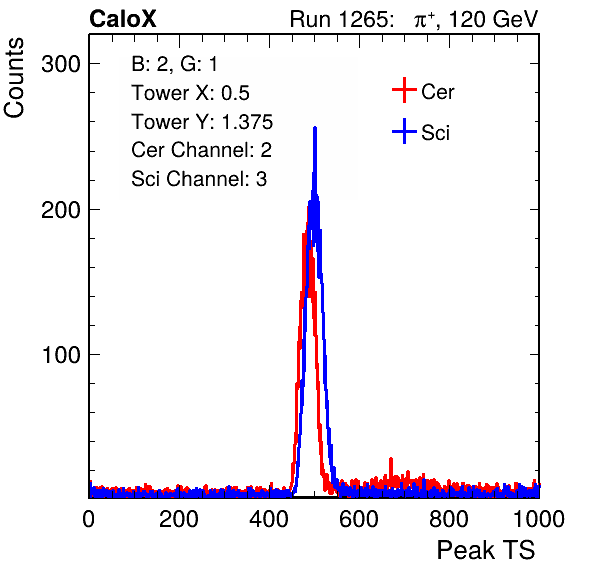 CaloX
Run 1265: π+, 120 GeV
Counts
B: 2, G: 1
Tower X: 0.5
Tower Y: 1.375
Cer Channel: 2
Sci Channel: 3
Cer
Sci
300
200
100
0 200 400 600 800 1000
Peak TS